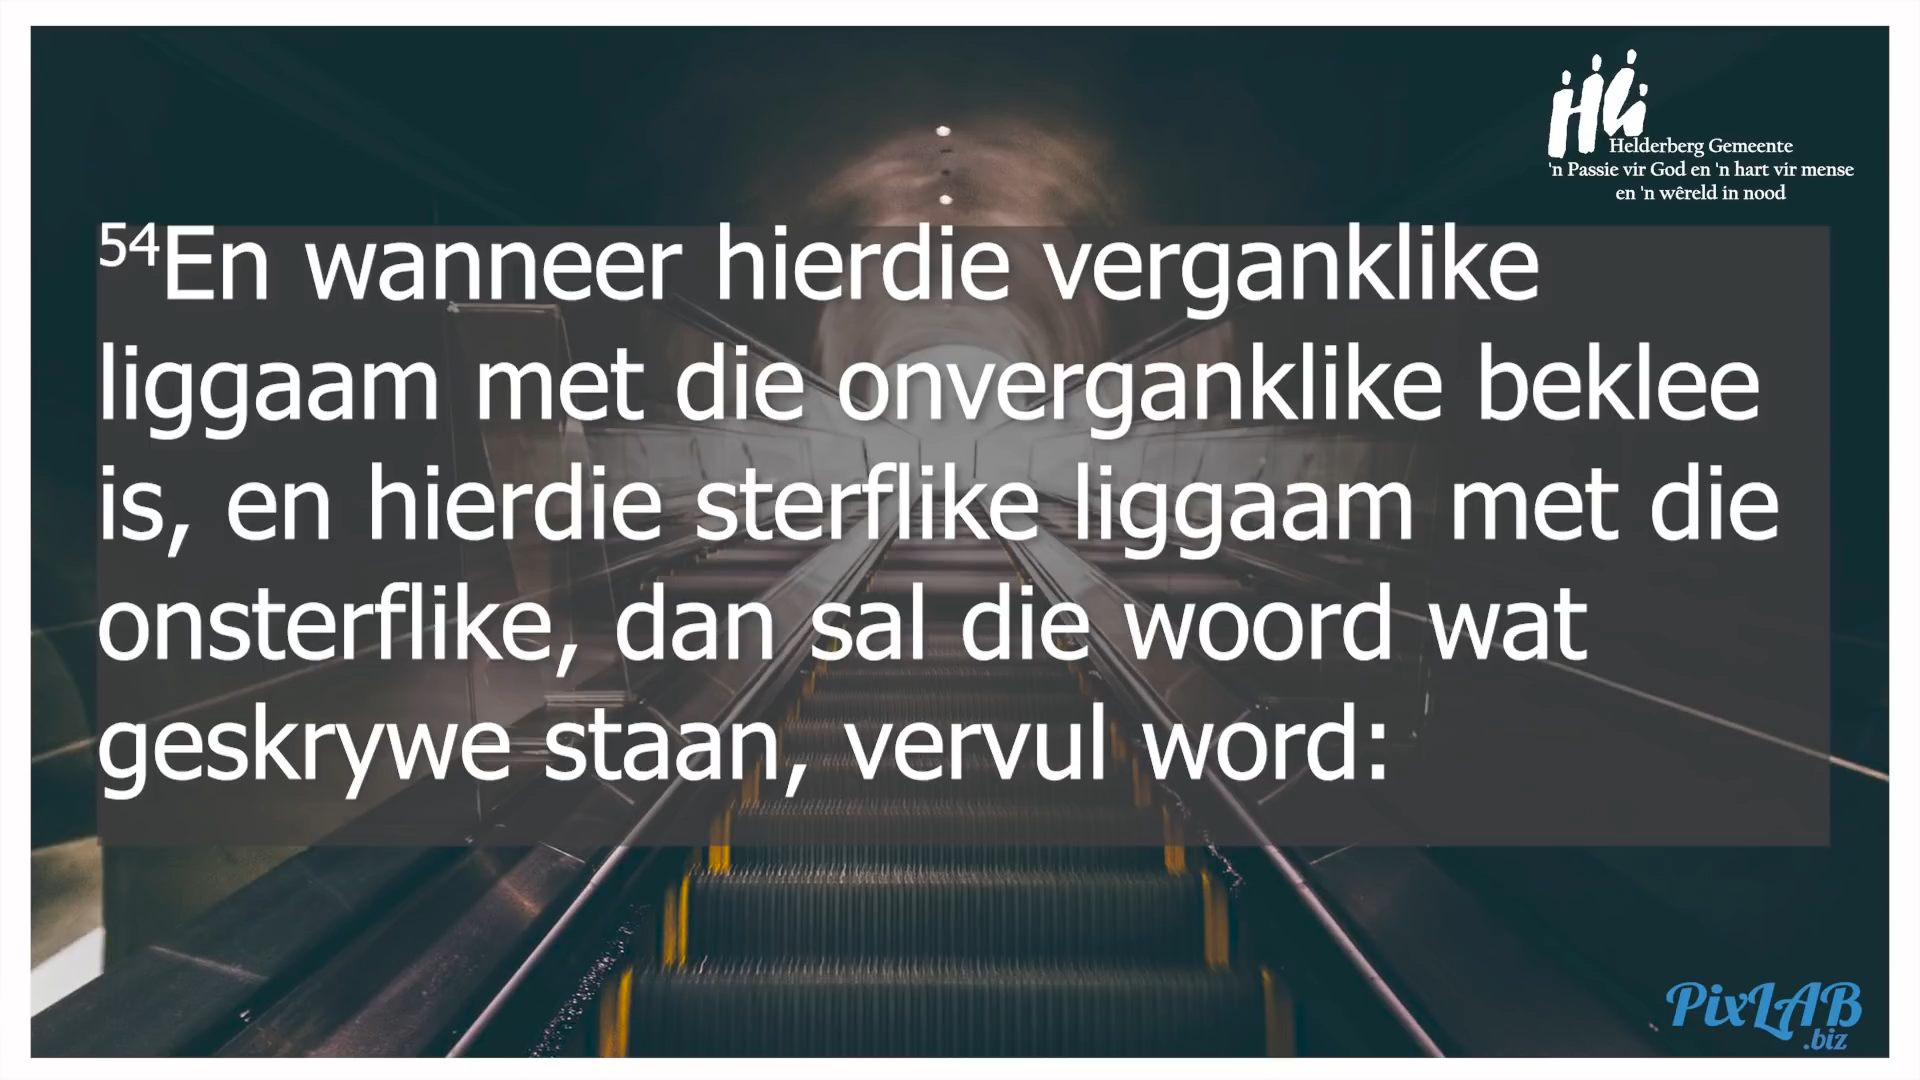 HG
Helderberg Gemeente
'n Passie vir God en 'n hart vir mense
en 'n wêreld in nood
54En wanneer hierdie verganklike
liggaam met die onverganklike beklee
is, en hierdie sterflike liggaam met die
onsterflike, dan sal die woord wat
geskrywe staan, vervul word:
PixLAB
.biz